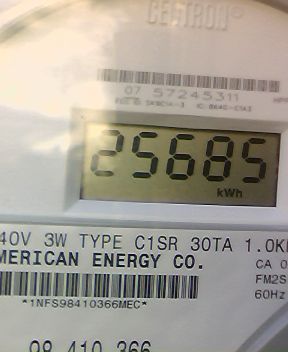 CELTRON
07 57245311
25685
kWh
40V 3W TYPE C1SR 30TA 1.0K
MERICAN ENERGY CO.
CA 0
FM2S
*1NFS98410366MEC*
60Hz
98 410 366